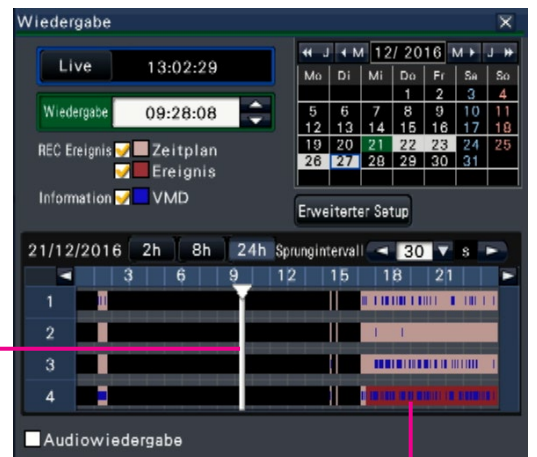 Wiedergabe
Live 13:02:29
Wiedergabe 09:28:08
REC Ereignis Zeitplan
Ereignis
Information VMD
J M 12/ 2016 M J
Mo Di Mi Do Fr Sa So
1 2 3 4
5 6 7 8 9 10 11
12 13 14 15 16 17 18
19 20 21 22 23 24 25
26 27 28 29 30 31
Erweiterter Setup
21/12/2016 2h 8h 24h Sprungintervall 30 s
3 6 9 12 15 18 21
1
2
3
4
Audiowiedergabe